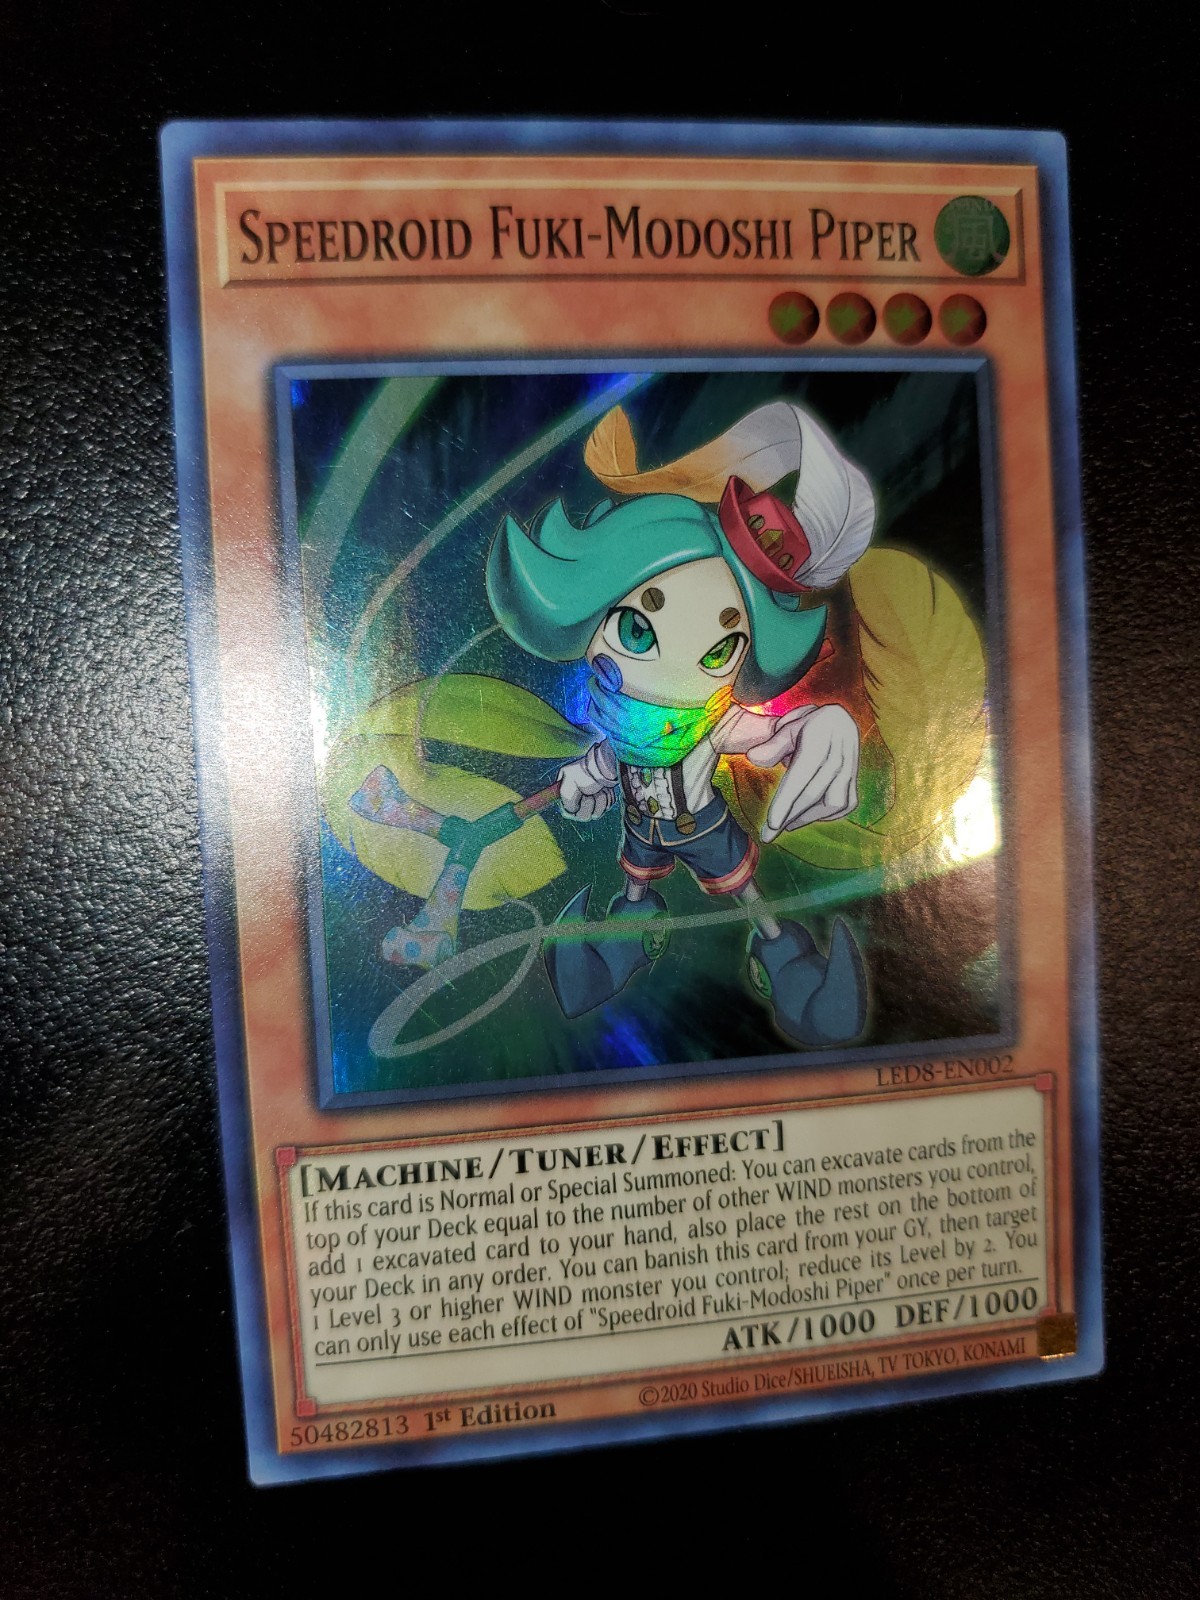 SPEEDROID FUKI-MODOSHI PIPER
風
LED8-EN002
[MACHINE/TUNER/EFFECT]
If this card is Normal or Special Summoned: You can excavate cards from the
top of your Deck equal to the number of other WIND monsters you control,
add 1 excavated card to your hand, also place the rest on the bottom of
your Deck in any order. You can banish this card from your GY, then target
1 Level 3 or higher WIND monster you control; reduce its Level by 2. You
can only use each effect of "Speedroid Fuki-Modoshi Piper" once per turn.
ATK/1000 DEF/1000
50482813 1st Edition
©2020 Studio Dice/SHUEISHA, TV TOKYO, KONAMI